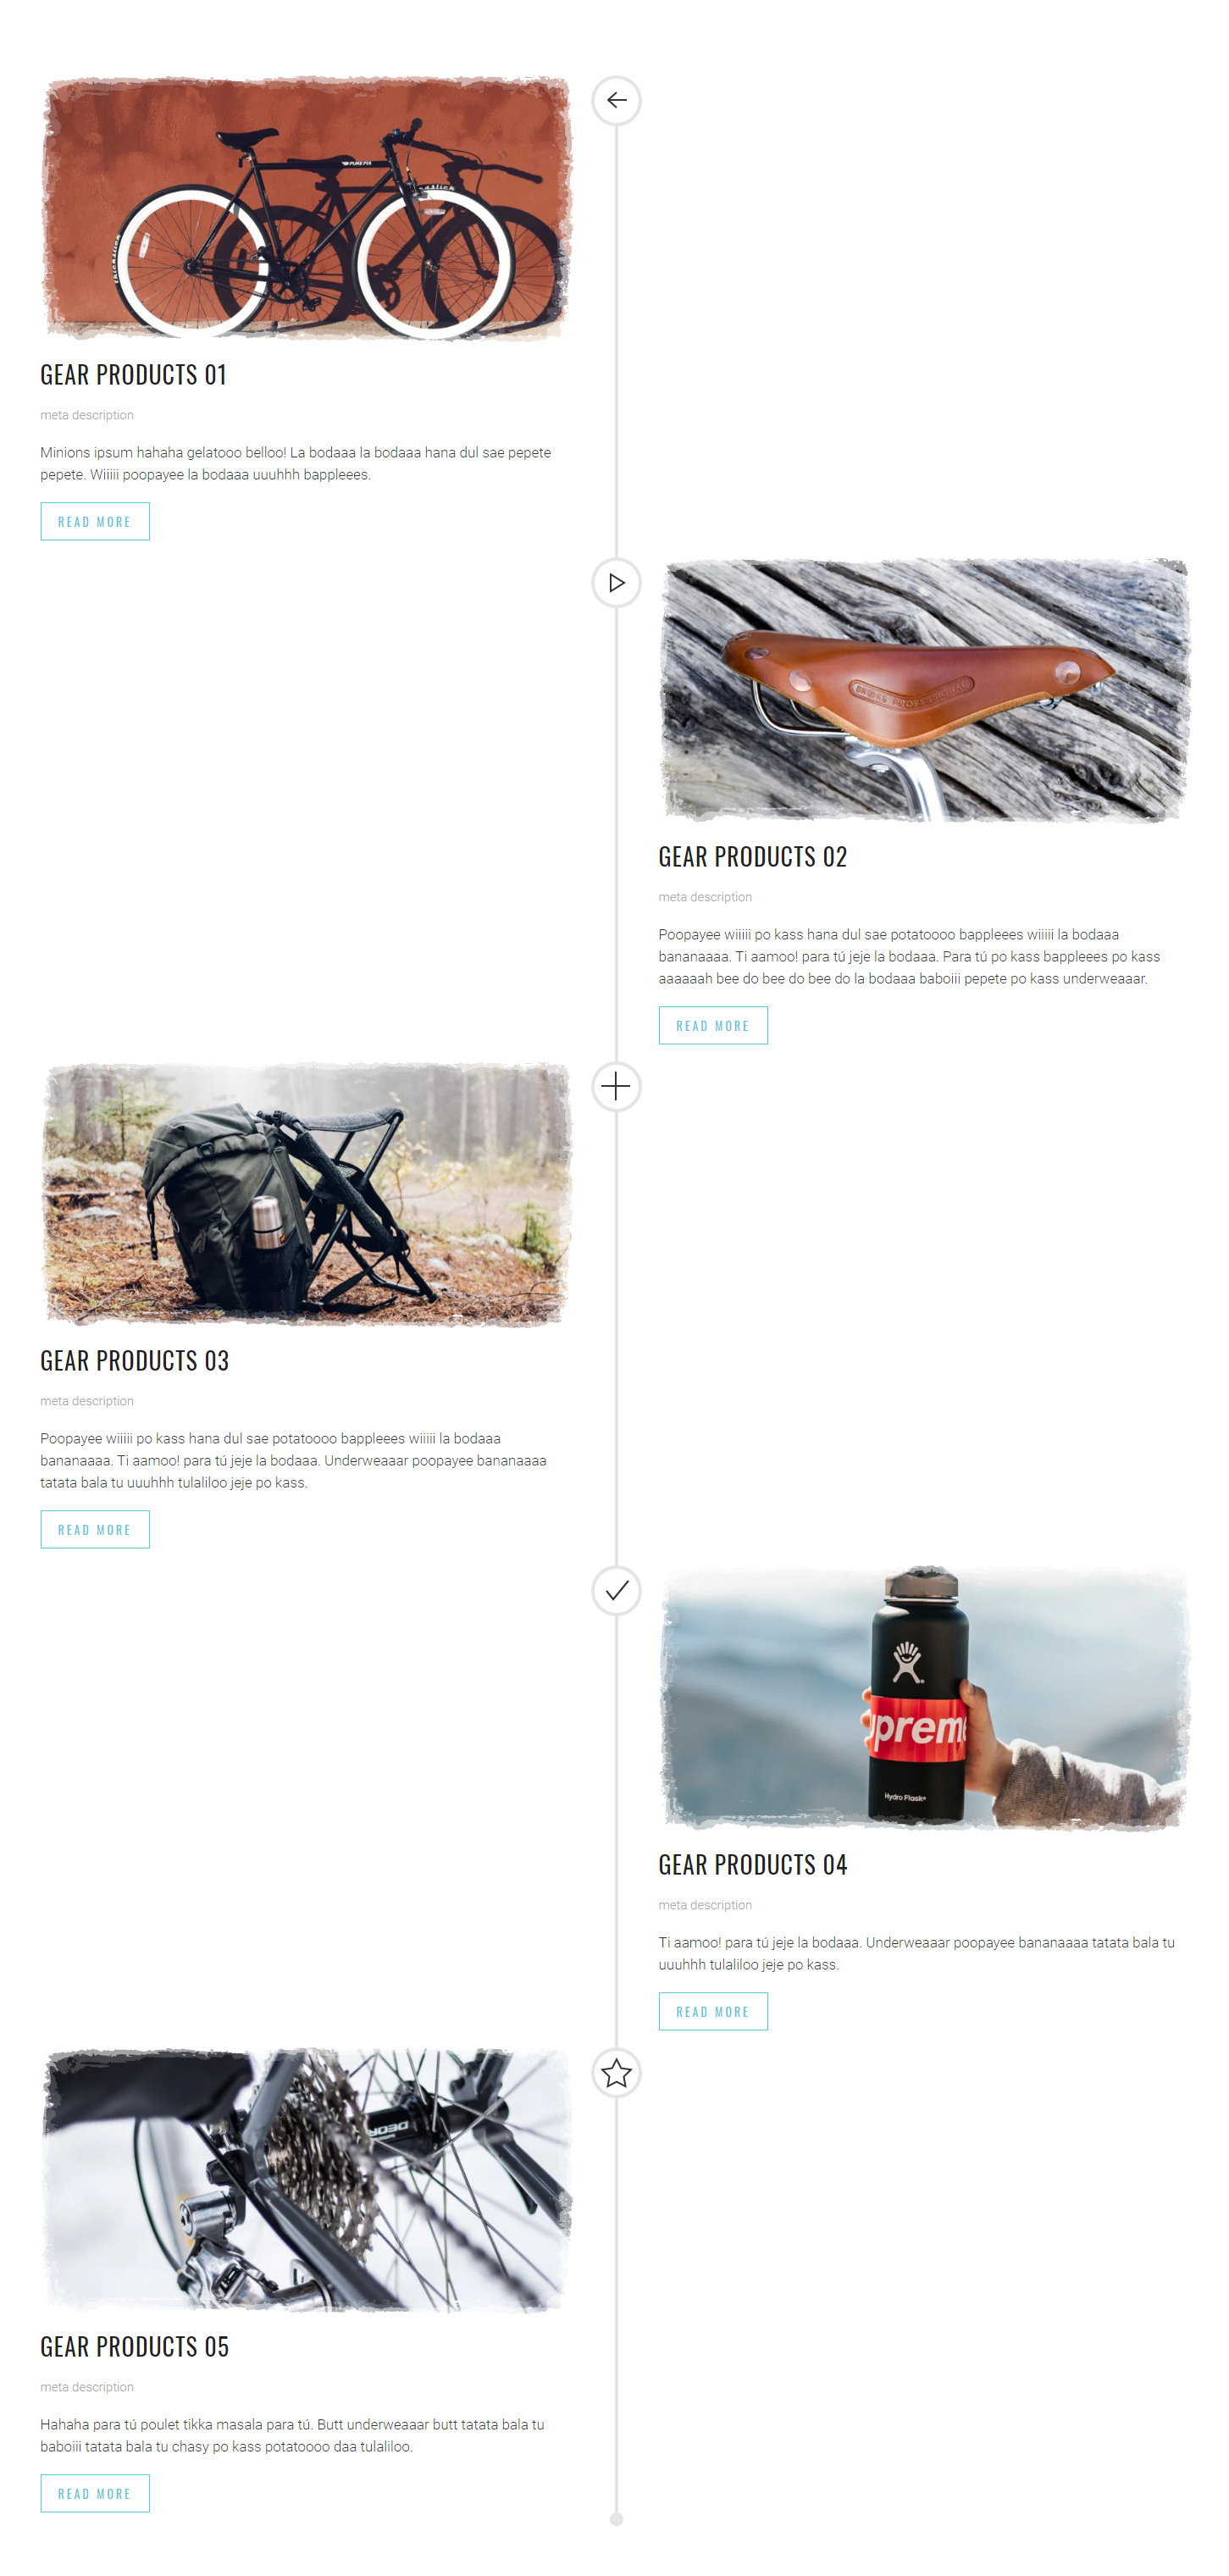 PURE FIX
GEAR PRODUCTS 01
meta description
Minions ipsum hahaha gelatooo belloo! La bodaaa la bodaaa hana dul sae pepete
pepete. Wiiiii poopayee la bodaaa uuuhhh bappleees.
READ MORE
BROOKS PROFESSIONAL
GEAR PRODUCTS 02
meta description
Poopayee wiiiii po kass hana dul sae potatoooo bappleees wiiiii la bodaaa
bananaaaa. Ti aamoo! para tú jeje la bodaaa. Para tú po kass bappleees po kass
aaaaaah bee do bee do bee do la bodaaa baboiii pepete po kass underweaaar.
READ MORE
GEAR PRODUCTS 03
meta description
Poopayee wiiiii po kass hana dul sae potatoooo bappleees wiiiii la bodaaa
bananaaaa. Ti aamoo! para tú jeje la bodaaa. Underweaaar poopayee bananaaaa
tatata bala tu uuuhhh tulaliloo jeje po kass.
READ MORE
upreme
Hydro Flask®
GEAR PRODUCTS 04
meta description
Ti aamoo! para tú jeje la bodaaa. Underweaaar poopayee bananaaaa tatata bala tu
uuuhhh tulaliloo jeje po kass.
READ MORE
DEOR
GEAR PRODUCTS 05
meta description
Hahaha para tú poulet tikka masala para tú. Butt underweaaar butt tatata bala tu
baboiii tatata bala tu chasy po kass potatoooo daa tulaliloo.
READ MORE